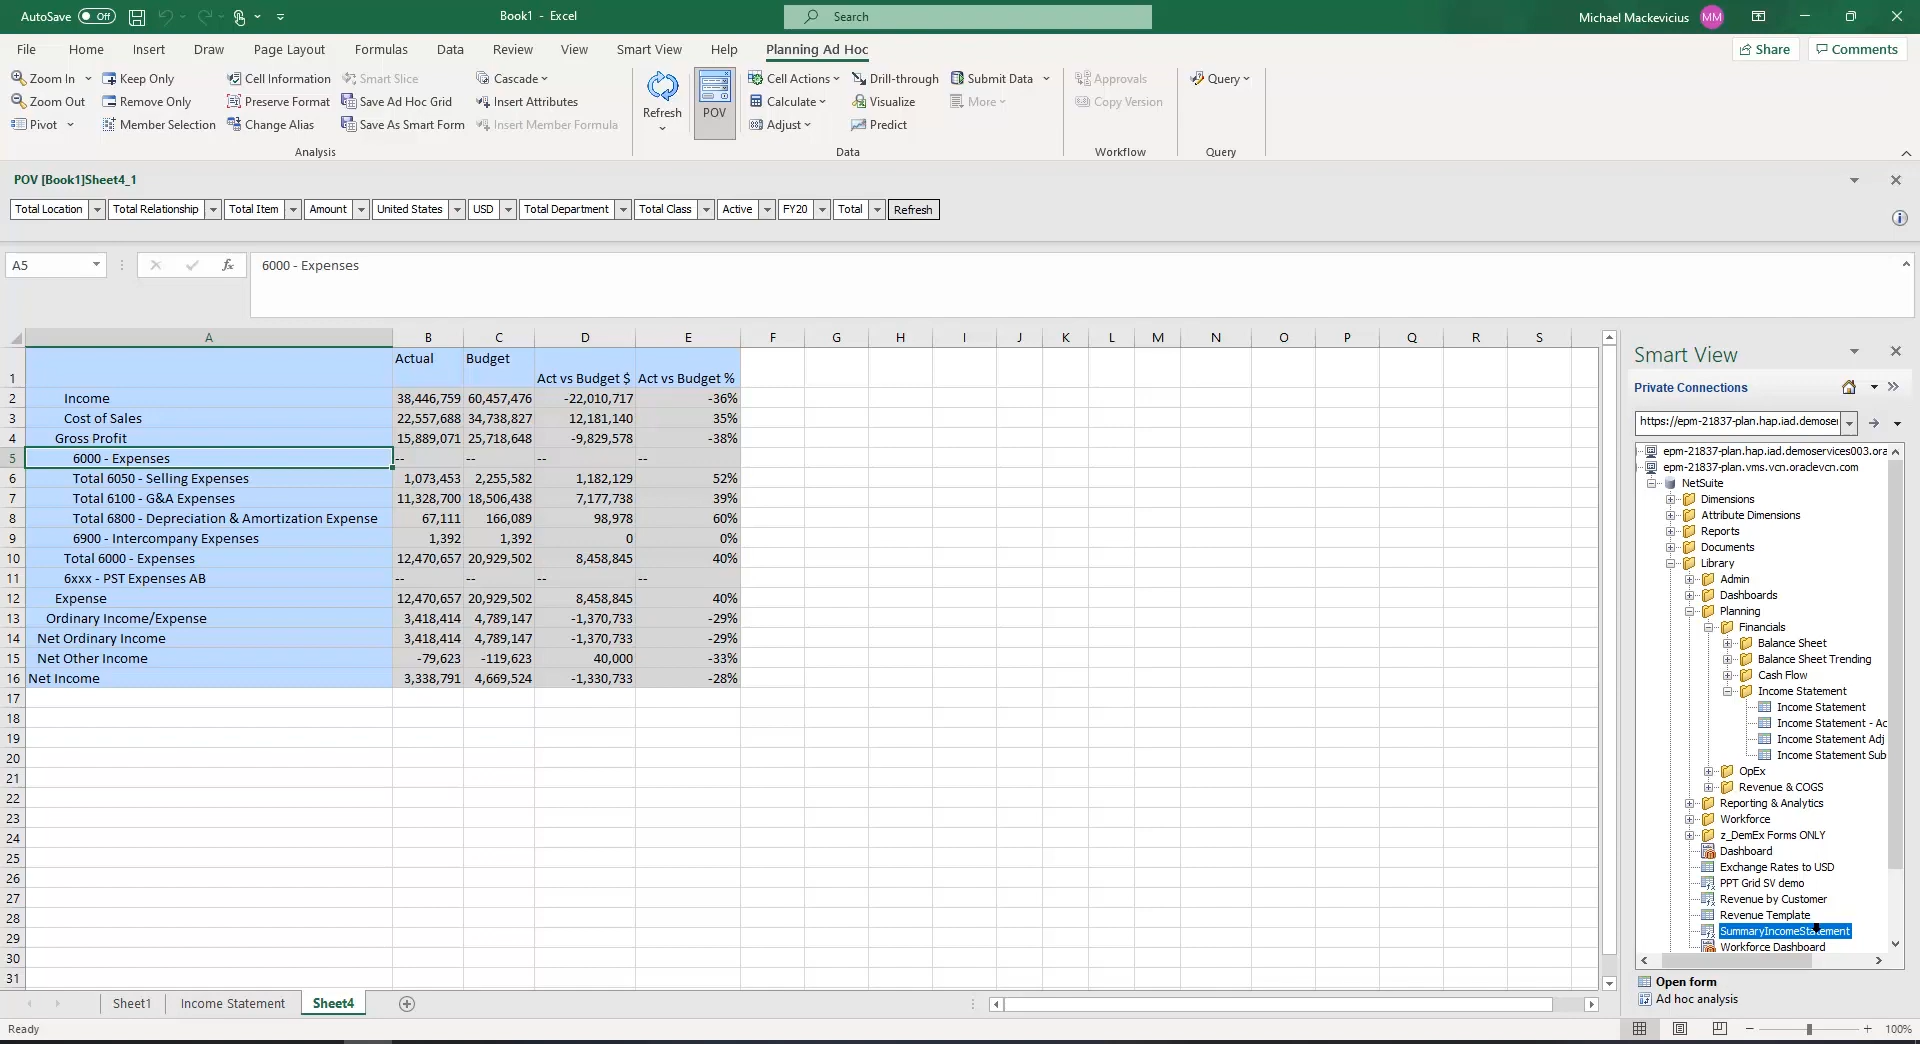 AutoSave Off Book1 - Excel Search Michael Mackevicius MM
File Home Insert Draw Page Layout Formulas Data Review View Smart View Help Planning Ad Hoc Share Comments
Zoom In Keep Only Cell Information Smart Slice Cascade Cell Actions Drill-through Submit Data Approvals Query
Zoom Out Remove Only Preserve Format Save Ad Hoc Grid Insert Attributes Refresh POV Calculate Visualize More Copy Version
Pivot Member Selection Change Alias Save As Smart Form Insert Member Formula Adjust Predict
Analysis Data Workflow Query
POV [Book1]Sheet4_1
Total Location Total Relationship Total Item Amount United States USD Total Department Total Class Active FY20 Total Refresh
A5 fx 6000 - Expenses
A B C D E F G H I J K L M N O P Q R S
1 Actual Budget Act vs Budget $ Act vs Budget %
2 Income 38,446,759 60,457,476 -22,010,717 -36%
3 Cost of Sales 22,557,688 34,738,827 12,181,140 35%
4 Gross Profit 15,889,071 25,718,648 -9,829,578 -38%
5 6000 - Expenses -- -- -- --
6 Total 6050 - Selling Expenses 1,073,453 2,255,582 1,182,129 52%
7 Total 6100 - G&A Expenses 11,328,700 18,506,438 7,177,738 39%
8 Total 6800 - Depreciation & Amortization Expense 67,111 166,089 98,978 60%
9 6900 - Intercompany Expenses 1,392 1,392 0 0%
10 Total 6000 - Expenses 12,470,657 20,929,502 8,458,845 40%
11 6xxx - PST Expenses AB -- -- -- --
12 Expense 12,470,657 20,929,502 8,458,845 40%
13 Ordinary Income/Expense 3,418,414 4,789,147 -1,370,733 -29%
14 Net Ordinary Income 3,418,414 4,789,147 -1,370,733 -29%
15 Net Other Income -79,623 -119,623 40,000 -33%
16 Net Income 3,338,791 4,669,524 -1,330,733 -28%
17
18
19
20
21
22
23
24
25
26
27
28
29
30
31
Smart View
Private Connections
https://epm-21837-plan.hap.iad.demoser
epm-21837-plan.hap.iad.demoservices003.ora
epm-21837-plan.vms.vcn.oraclevcn.com
NetSuite
Dimensions
Attribute Dimensions
Reports
Documents
Library
Admin
Dashboards
Planning
Financials
Balance Sheet
Balance Sheet Trending
Cash Flow
Income Statement
Income Statement
Income Statement - Ac
Income Statement Adj
Income Statement Sub
OpEx
Revenue & COGS
Reporting & Analytics
Workforce
z_DemEx Forms ONLY
Dashboard
Exchange Rates to USD
PPT Grid SV demo
Revenue by Customer
Revenue Template
SummaryIncomeStatement
Workforce Dashboard
Open form
Ad hoc analysis
Sheet1 Income Statement Sheet4
Ready 100%